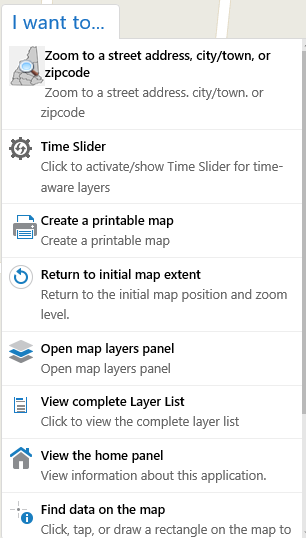 I want to...
Zoom to a street address, city/town, or
zipcode
Zoom to a street address. city/town. or
zipcode
Time Slider
Click to activate/show Time Slider for time-
aware layers
Create a printable map
Create a printable map
Return to initial map extent
Return to the initial map position and zoom
level.
Open map layers panel
Open map layers panel
View complete Layer List
Click to view the complete layer list
View the home panel
View information about this application.
Find data on the map
Click, tap, or draw a rectangle on the map to